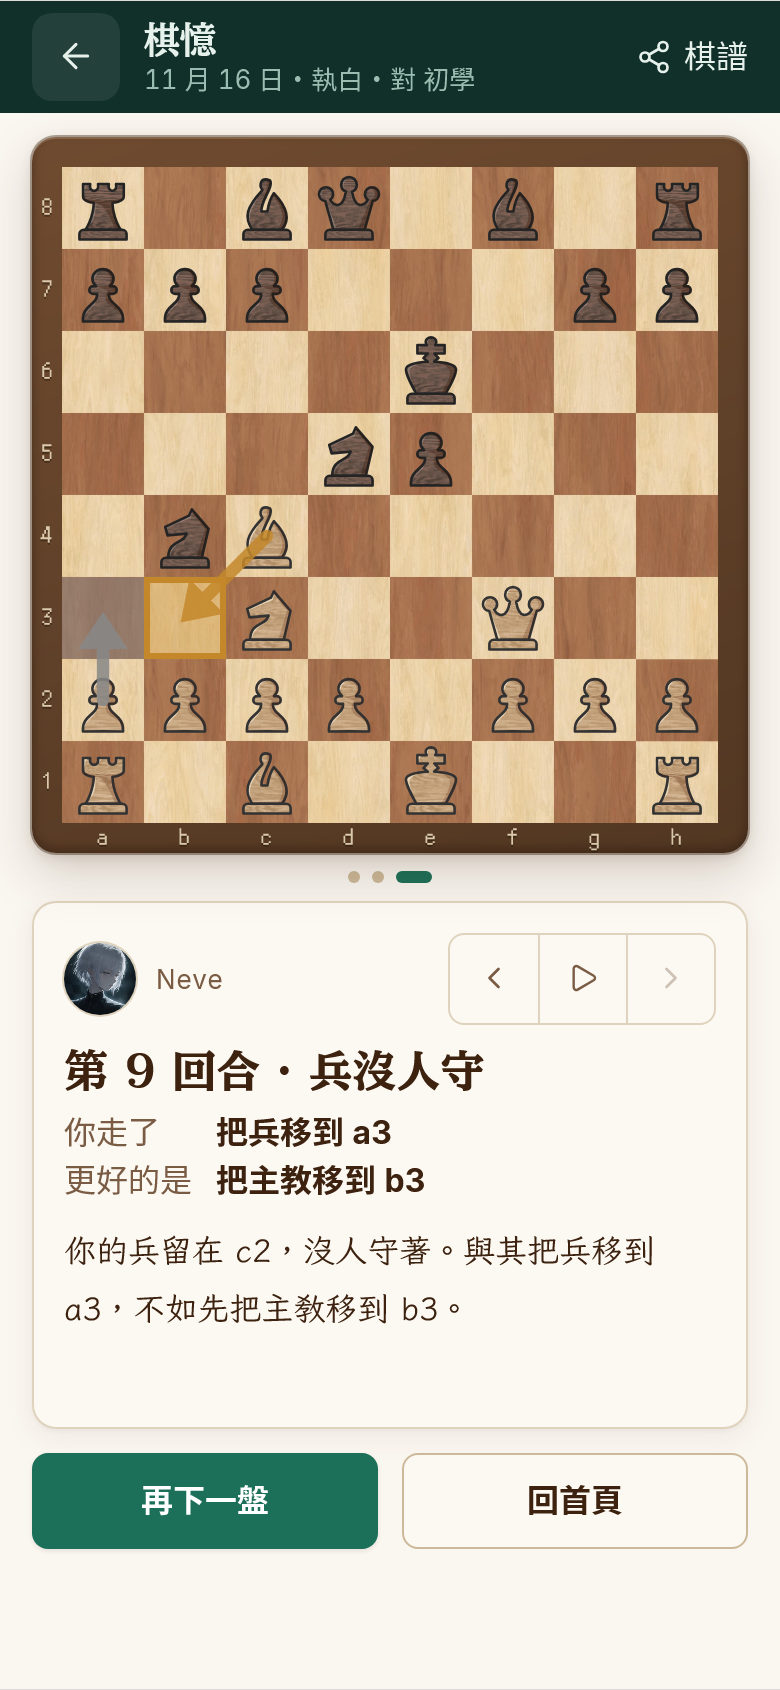 棋憶
11 月 16 日・執白・對 初學
棋譜
8
7
6
5
4
3
2
1
a b c d e f g h
Neve
第 9 回合・兵沒人守
你走了 把兵移到 a3
更好的是 把主教移到 b3
你的兵留在 c2，沒人守著。與其把兵移到
a3，不如先把主教移到 b3。
再下一盤
回首頁